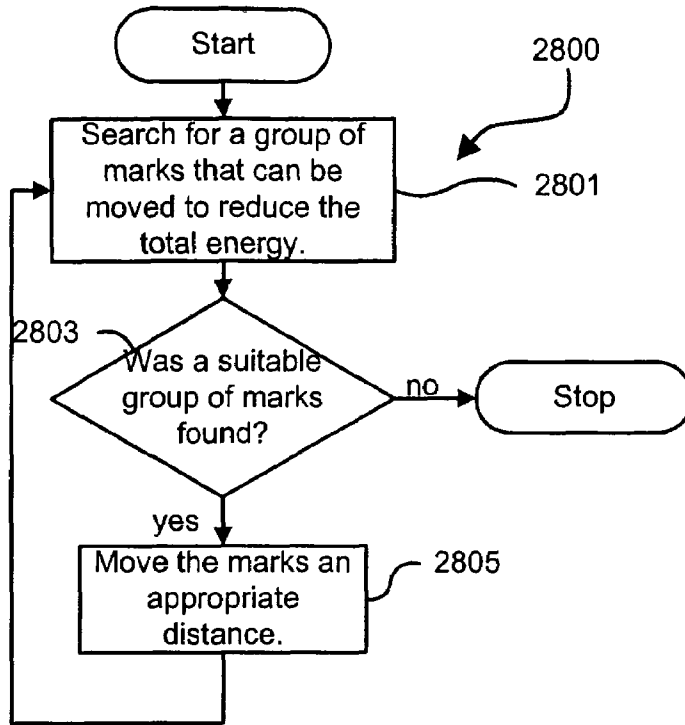 Start
2800
Search for a group of
marks that can be
moved to reduce the
total energy.
2801
2803
Was a suitable
group of marks
found?
no
Stop
yes
Move the marks an
appropriate
distance.
2805